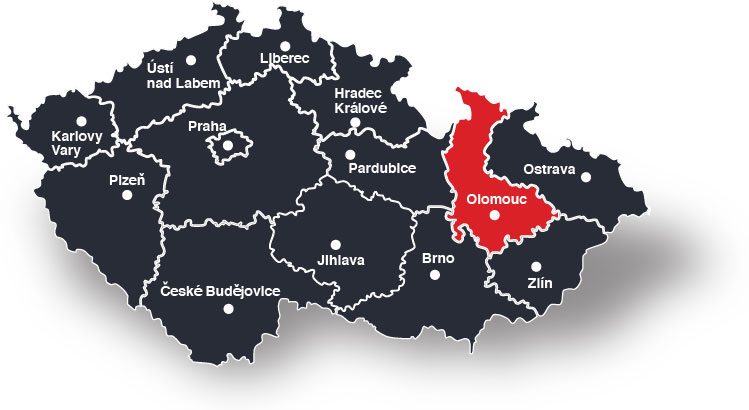 Liberec
Ústí
nad Labem
Hradec
Králové
Karlovy
Vary
Praha
Pardubice
Ostrava
Plzeň
Olomouc
Jihlava
Brno
Zlín
České Budějovice